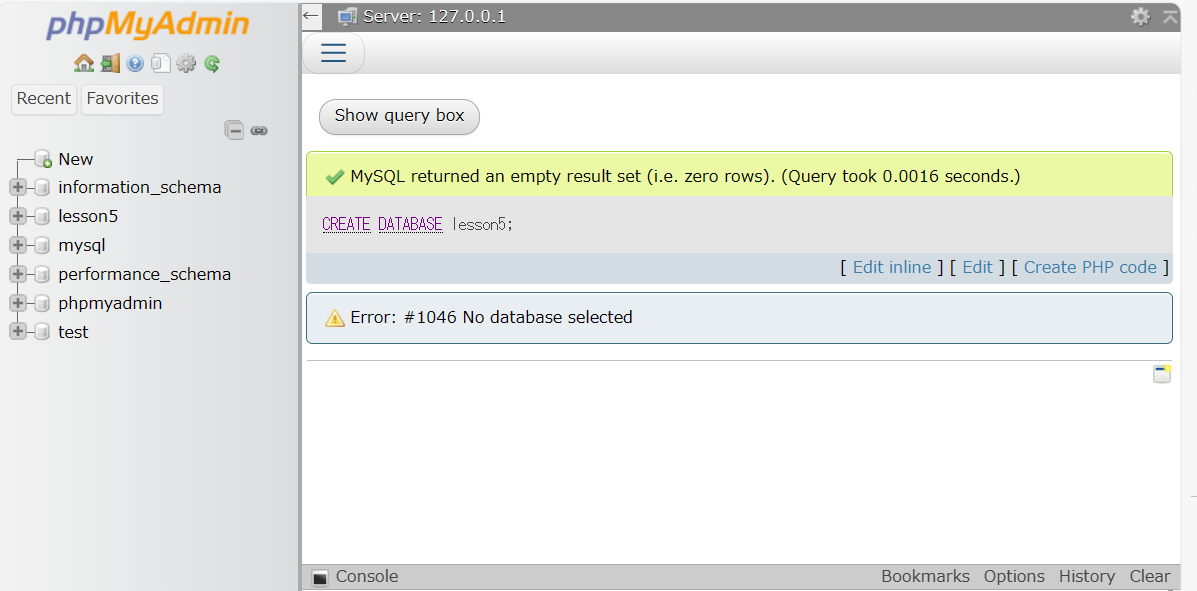 phpMyAdmin
Recent
Favorites
New
information_schema
lesson5
mysql
performance_schema
phpmyadmin
test
Server: 127.0.0.1
Show query box
MySQL returned an empty result set (i.e. zero rows). (Query took 0.0016 seconds.)
CREATE DATABASE lesson5;
[ Edit inline ] [ Edit ] [ Create PHP code ]
Error: #1046 No database selected
Console
Bookmarks Options History Clear